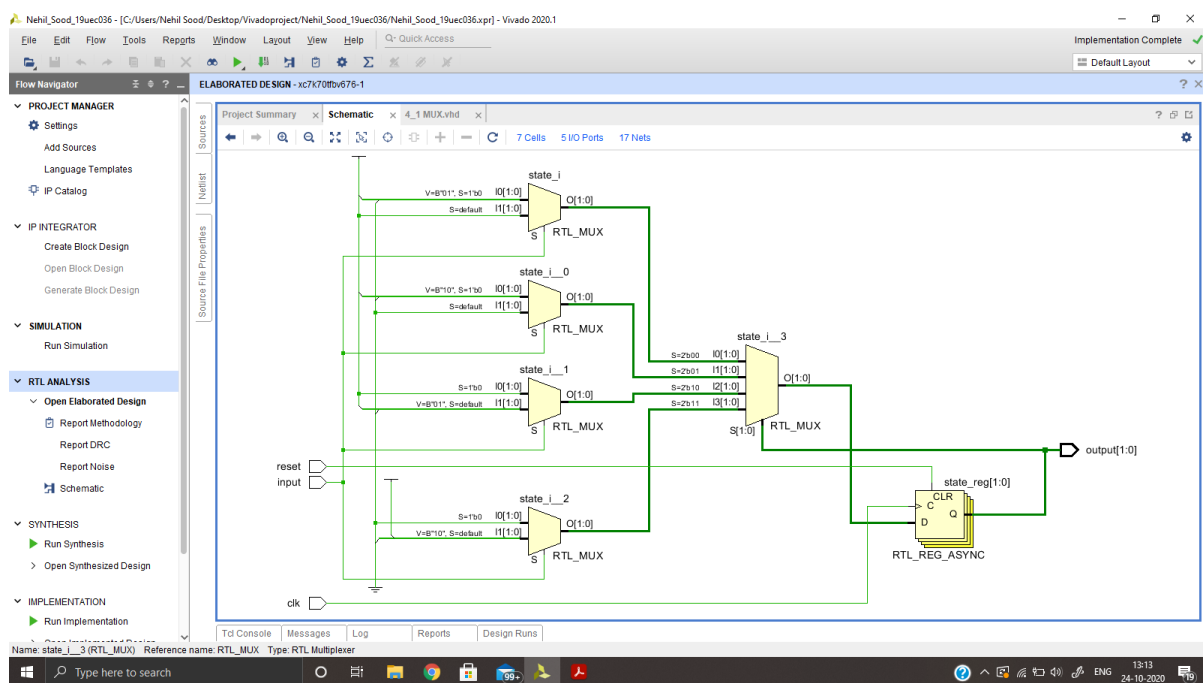 Nehil_Sood_19uec036 - [C:/Users/Nehil Sood/Desktop/Vivadoproject/Nehil_Sood_19uec036/Nehil_Sood_19uec036.xpr] - Vivado 2020.1
File Edit Flow Tools Reports Window Layout View Help Q- Quick Access
Implementation Complete
Default Layout
Flow Navigator
ELABORATED DESIGN - xc7k70tfbv676-1
PROJECT MANAGER
Settings
Add Sources
Language Templates
IP Catalog
IP INTEGRATOR
Create Block Design
Open Block Design
Generate Block Design
SIMULATION
Run Simulation
RTL ANALYSIS
Open Elaborated Design
Report Methodology
Report DRC
Report Noise
Schematic
SYNTHESIS
Run Synthesis
Open Synthesized Design
IMPLEMENTATION
Run Implementation
Sources
Netlist
Source File Properties
Project Summary Schematic 4_1 MUX.vhd
7 Cells 5 I/O Ports 17 Nets
state_i
V=B"01", S=1'b0 I0[1:0]
S=default I1[1:0]
O[1:0]
S RTL_MUX
state_i__0
V=B"10", S=1'b0 I0[1:0]
S=default I1[1:0]
O[1:0]
S RTL_MUX
state_i__1
S=1'b0 I0[1:0]
V=B"01", S=default I1[1:0]
O[1:0]
S RTL_MUX
state_i__2
S=1'b0 I0[1:0]
V=B"10", S=default I1[1:0]
O[1:0]
S RTL_MUX
state_i__3
S=2'b00 I0[1:0]
S=2'b01 I1[1:0]
S=2'b10 I2[1:0]
S=2'b11 I3[1:0]
O[1:0]
S[1:0] RTL_MUX
reset
input
clk
output[1:0]
state_reg[1:0]
CLR
C
Q
D
RTL_REG_ASYNC
Tcl Console Messages Log Reports Design Runs
Name: state_i__3 (RTL_MUX) Reference name: RTL_MUX Type: RTL Multiplexer
Type here to search
99+
ENG
13:13
24-10-2020
19